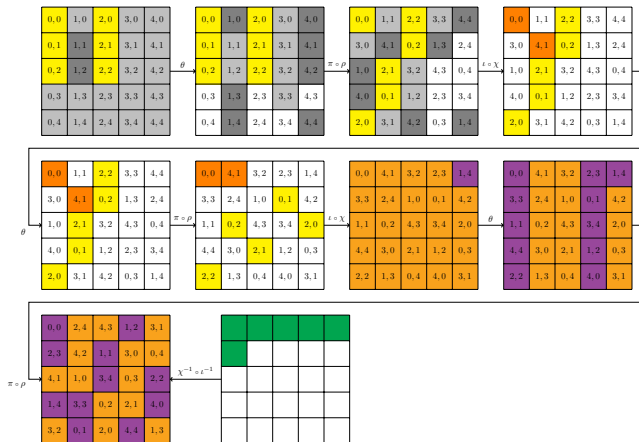 0,0 1,0 2,0 3,0 4,0 0,0 1,0 2,0 3,0 4,0 0,0 1,1 2,2 3,3 4,4 0,0 1,1 2,2 3,3 4,4
0,1 1,1 2,1 3,1 4,1 0,1 1,1 2,1 3,1 4,1 3,0 4,1 0,2 1,3 2,4 3,0 4,1 0,2 1,3 2,4
θ π∘ρ ι∘χ
0,2 1,2 2,2 3,2 4,2 0,2 1,2 2,2 3,2 4,2 1,0 2,1 3,2 4,3 0,4 1,0 2,1 3,2 4,3 0,4
0,3 1,3 2,3 3,3 4,3 0,3 1,3 2,3 3,3 4,3 4,0 0,1 1,2 2,3 3,4 4,0 0,1 1,2 2,3 3,4
0,4 1,4 2,4 3,4 4,4 0,4 1,4 2,4 3,4 4,4 2,0 3,1 4,2 0,3 1,4 2,0 3,1 4,2 0,3 1,4
0,0 1,1 2,2 3,3 4,4 0,0 4,1 3,2 2,3 1,4 0,0 4,1 3,2 2,3 1,4 0,0 4,1 3,2 2,3 1,4
3,0 4,1 0,2 1,3 2,4 3,3 2,4 1,0 0,1 4,2 3,3 2,4 1,0 0,1 4,2 3,3 2,4 1,0 0,1 4,2
π∘ρ ι∘χ θ
1,0 2,1 3,2 4,3 0,4 1,1 0,2 4,3 3,4 2,0 1,1 0,2 4,3 3,4 2,0 1,1 0,2 4,3 3,4 2,0
θ
4,0 0,1 1,2 2,3 3,4 4,4 3,0 2,1 1,2 0,3 4,4 3,0 2,1 1,2 0,3 4,4 3,0 2,1 1,2 0,3
2,0 3,1 4,2 0,3 1,4 2,2 1,3 0,4 4,0 3,1 2,2 1,3 0,4 4,0 3,1 2,2 1,3 0,4 4,0 3,1
0,0 2,4 4,3 1,2 3,1
2,3 4,2 1,1 3,0 0,4
χ⁻¹∘ι⁻¹
4,1 1,0 3,4 0,3 2,2
π∘ρ
1,4 3,3 0,2 2,1 4,0
3,2 0,1 2,0 4,4 1,3